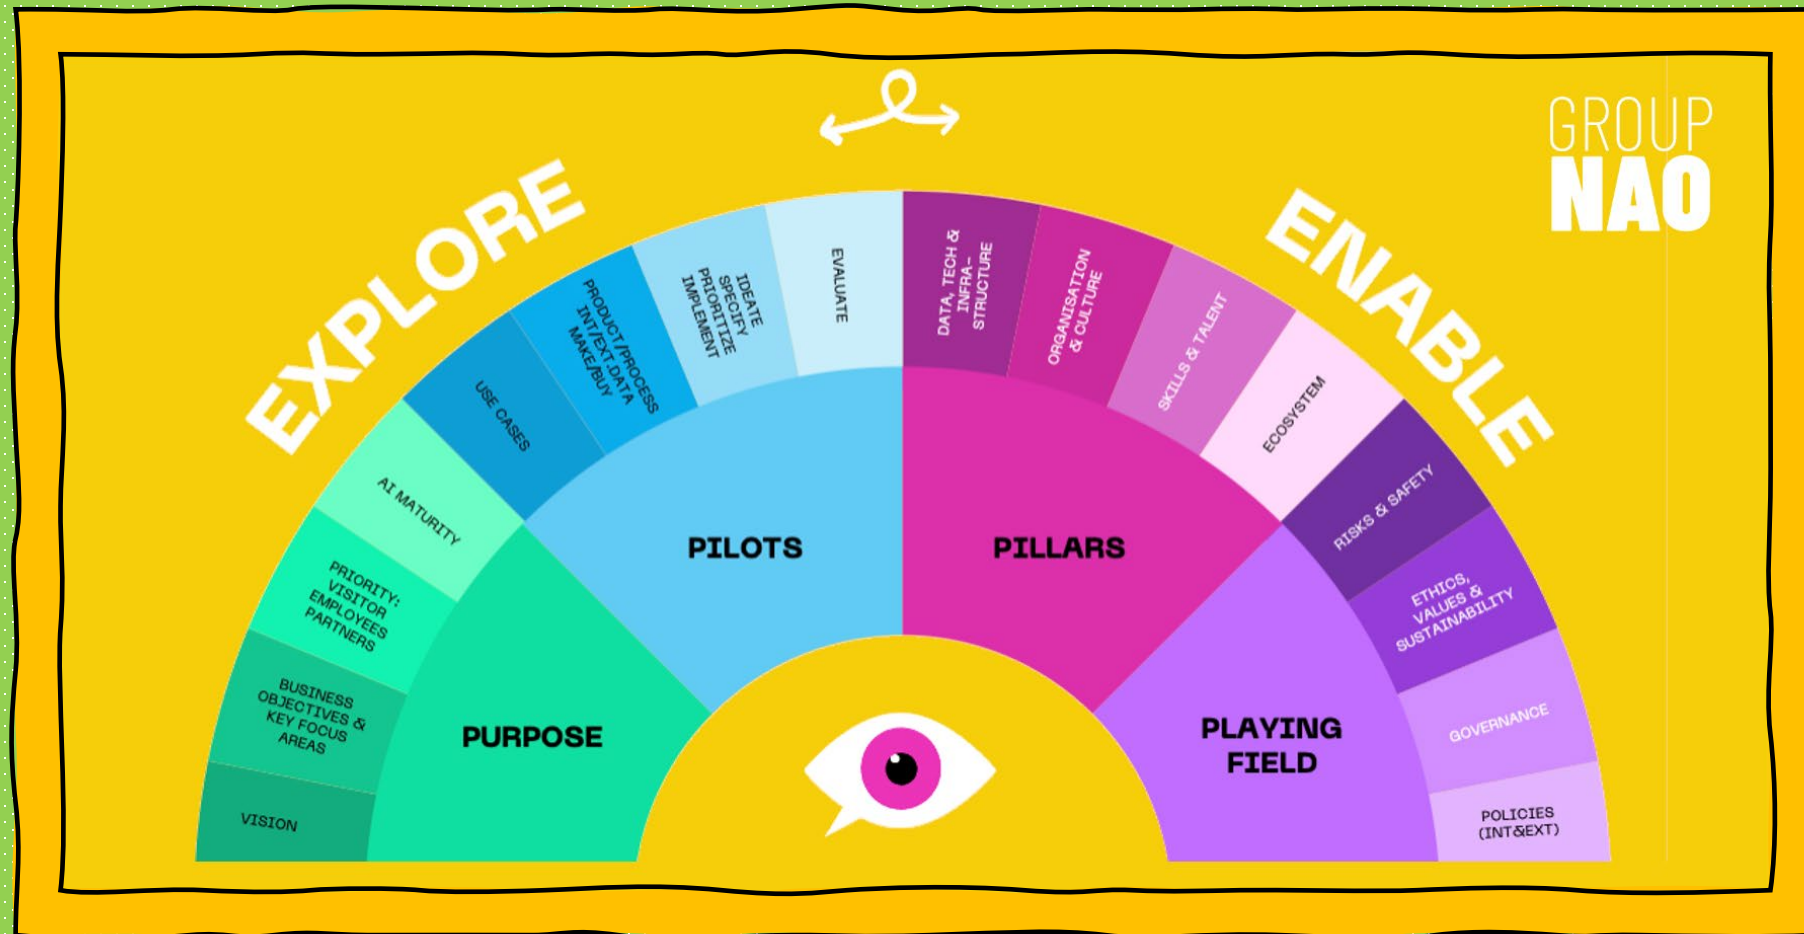 EXPLORE
ENABLE
GROUP
NAO
VISION
BUSINESS
OBJECTIVES &
KEY FOCUS
AREAS
PRIORITY:
VISITOR
EMPLOYEES
PARTNERS
AI MATURITY
PURPOSE
USE CASES
PRODUCT/PROCESS
INT/EXT.DATA
MAKE/BUY
IDEATE
SPECIFY
PRIORITIZE
IMPLEMENT
EVALUATE
PILOTS
DATA, TECH &
INFRA-
STRUCTURE
ORGANISATION
& CULTURE
SKILLS & TALENT
ECOSYSTEM
PILLARS
RISKS & SAFETY
ETHICS,
VALUES &
SUSTAINABILITY
GOVERNANCE
POLICIES
(INT&EXT)
PLAYING
FIELD